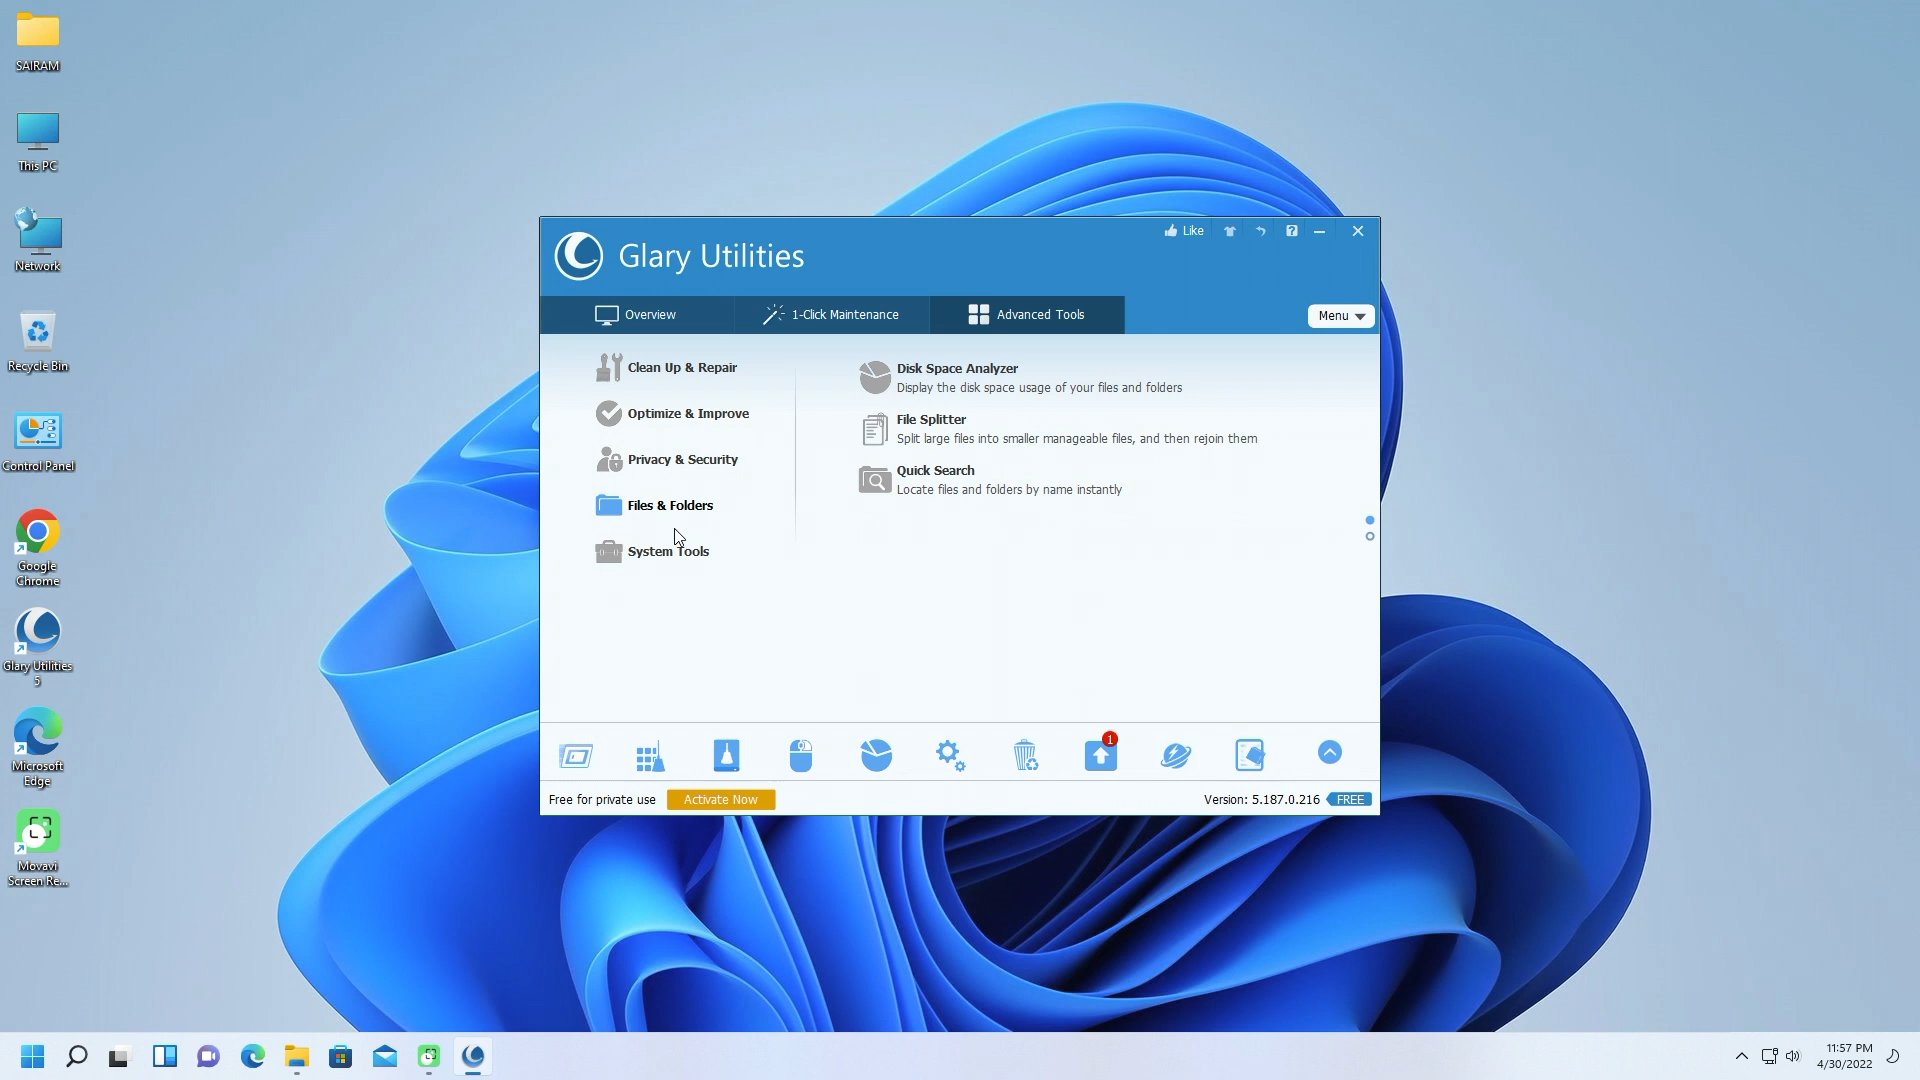 SAIRAM
This PC
Network
Recycle Bin
Control Panel
Google
Chrome
Glary Utilities
5
Microsoft
Edge
Movavi
Screen Re...
Like
Glary Utilities
Overview
1-Click Maintenance
Advanced Tools
Menu
Clean Up & Repair
Optimize & Improve
Privacy & Security
Files & Folders
System Tools
Disk Space Analyzer
Display the disk space usage of your files and folders
File Splitter
Split large files into smaller manageable files, and then rejoin them
Quick Search
Locate files and folders by name instantly
1
Free for private use
Activate Now
Version: 5.187.0.216
FREE
11:57 PM
4/30/2022